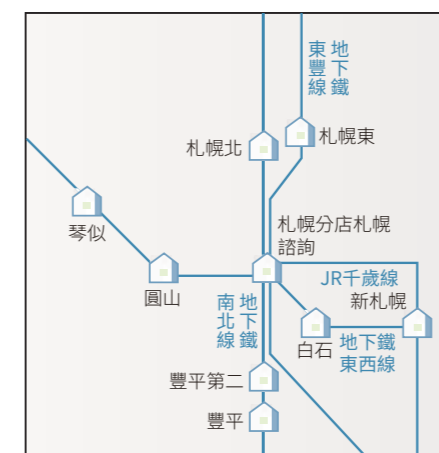 地下鐵
東豐線
札幌北
札幌東
琴似
札幌分店札幌
諮詢
圓山
JR千歲線
新札幌
地下鐵
南北線
白石
地下鐵
東西線
豐平第二
豐平